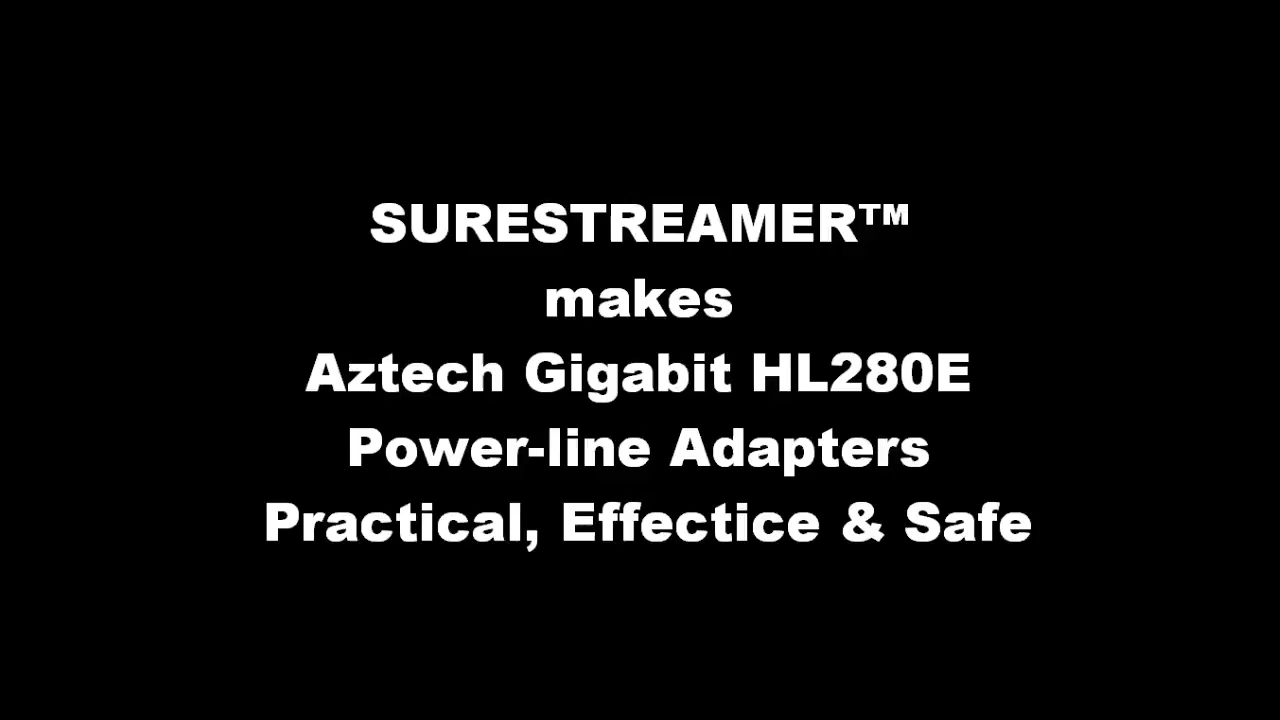 SURESTREAMER™
makes
Aztech Gigabit HL280E
Power-line Adapters
Practical, Effectice & Safe